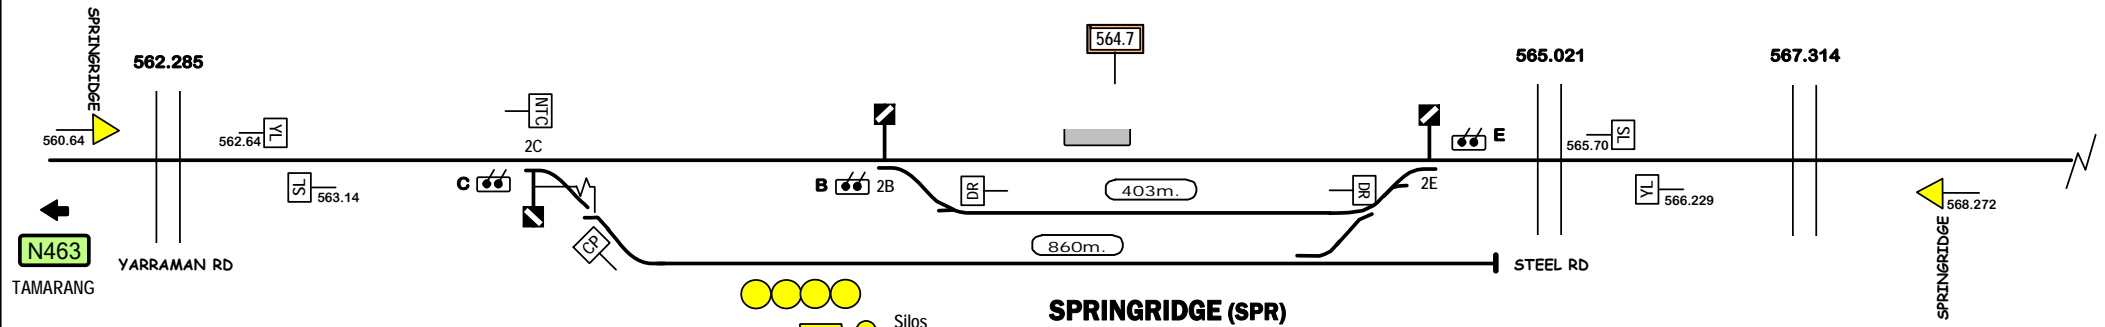 SPRINGRIDGE
562.285
564.7
565.021
567.314
560.64
562.64
YL
NTC
2C
SL
563.14
C
B
2B
DR
403m.
DR
2E
E
565.70
SL
YL
566.229
568.272
N463
TAMARANG
YARRAMAN RD
CP
860m.
STEEL RD
SPRINGRIDGE
SPRINGRIDGE (SPR)
Silos